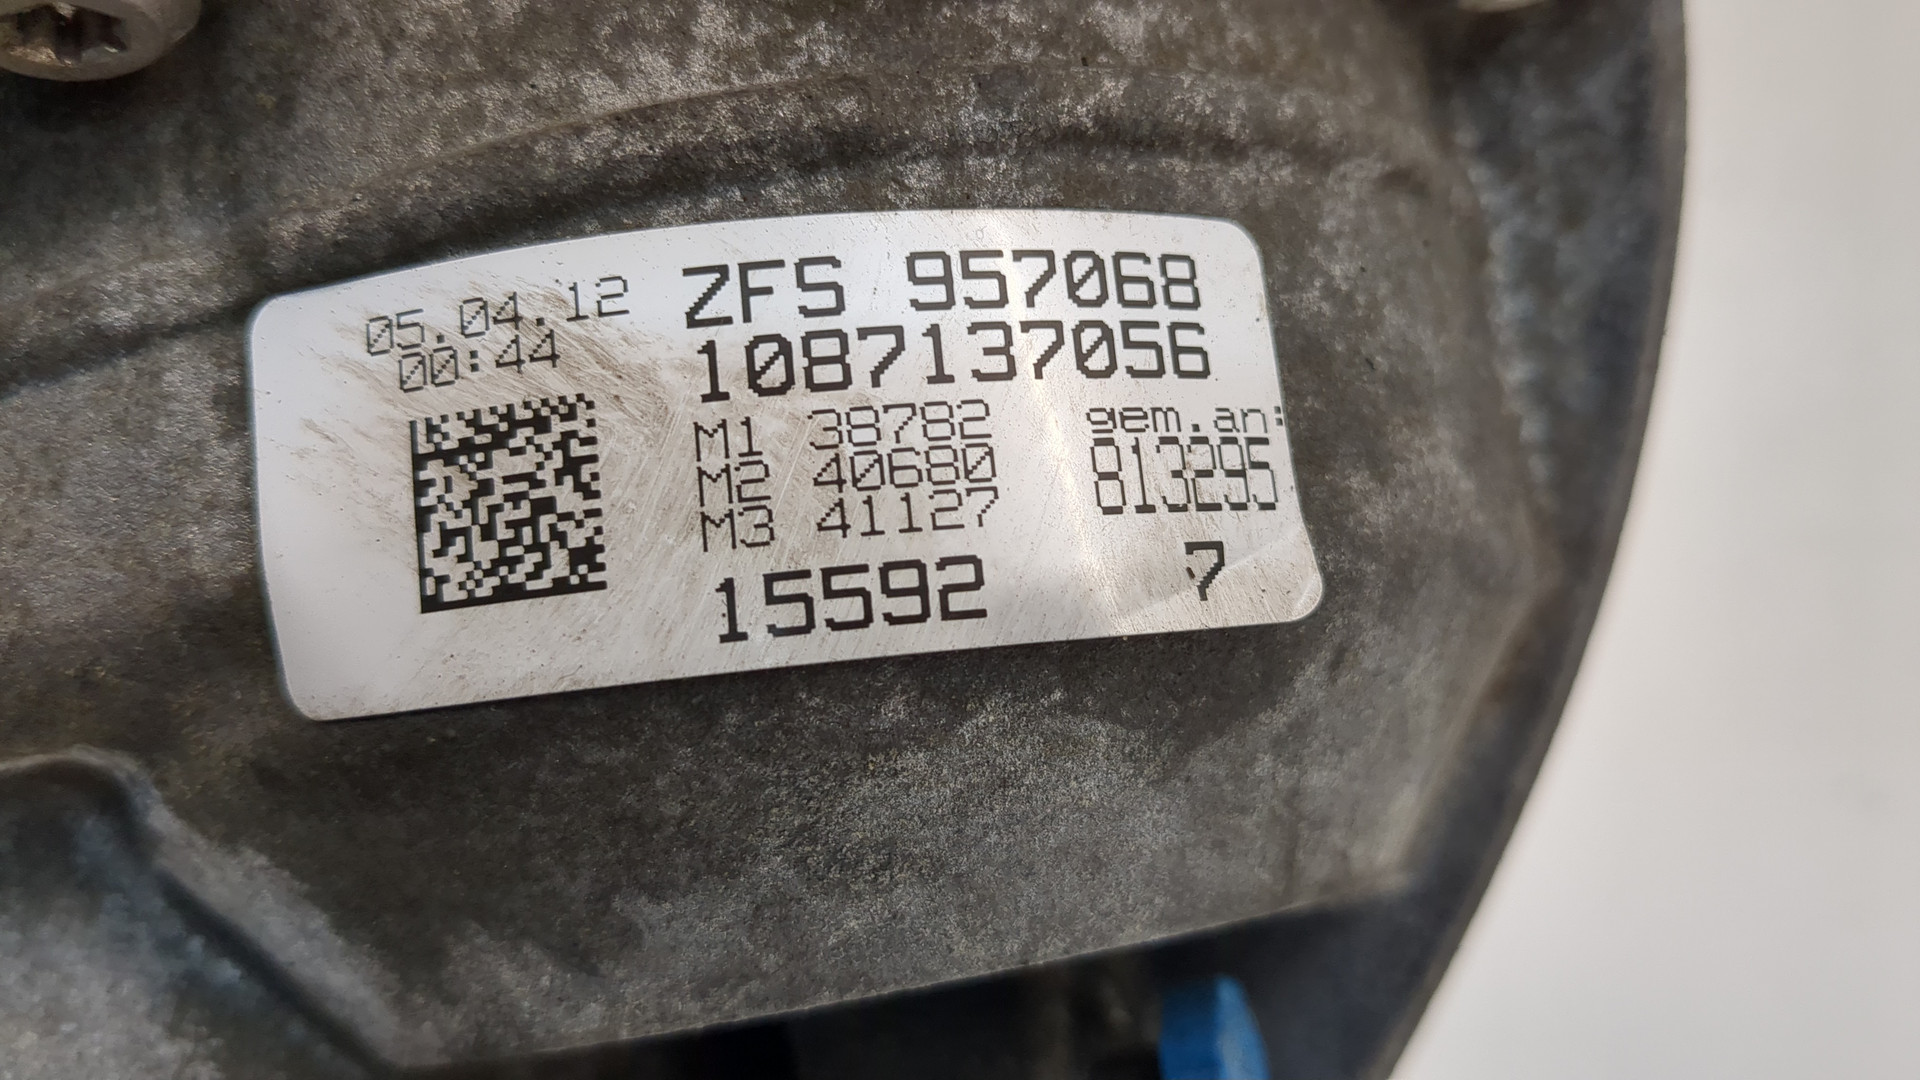 05.04.12
00:44
ZFS 957068
1087137056
M1 38782
M2 40680
M3 41127
gem.an:
813295
15592 7